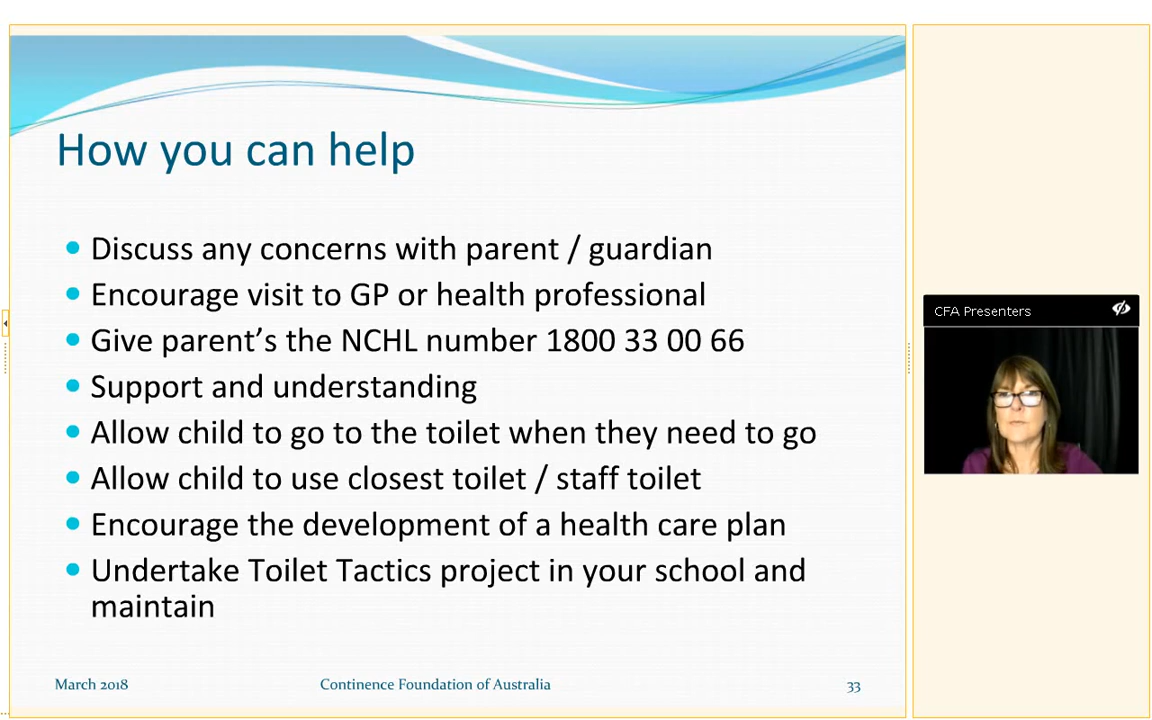 How you can help
Discuss any concerns with parent / guardian
Encourage visit to GP or health professional
Give parent’s the NCHL number 1800 33 00 66
Support and understanding
Allow child to go to the toilet when they need to go
Allow child to use closest toilet / staff toilet
Encourage the development of a health care plan
Undertake Toilet Tactics project in your school and
maintain
March 2018
Continence Foundation of Australia
33
CFA Presenters